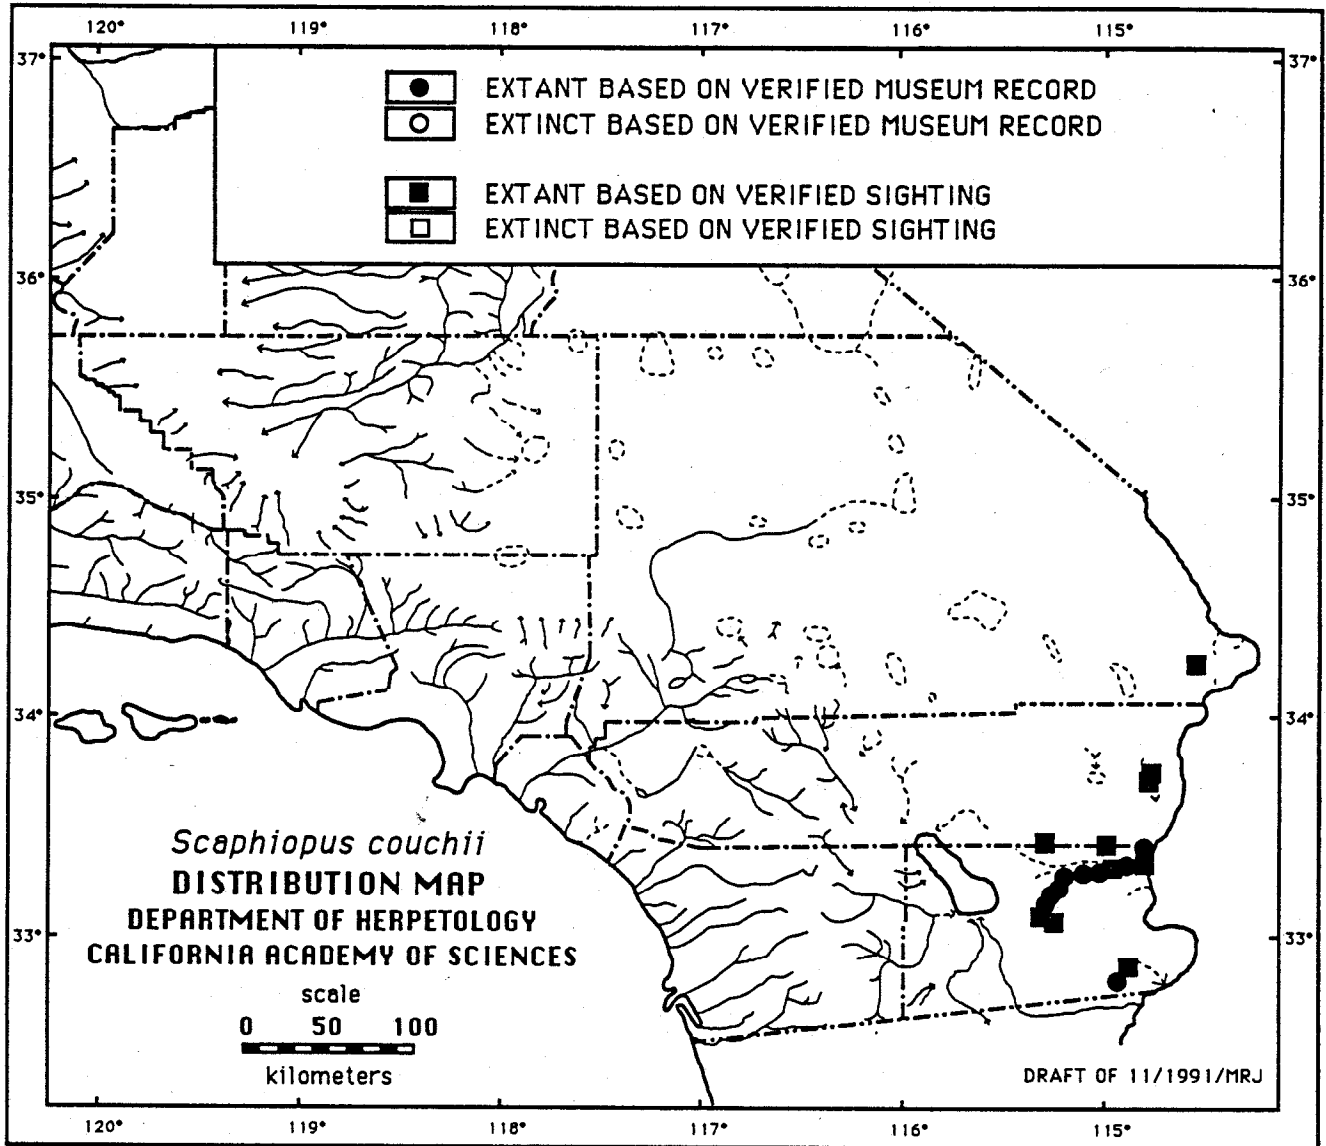 120° 119° 118° 117° 116° 115°
37° 37°
EXTANT BASED ON VERIFIED MUSEUM RECORD
EXTINCT BASED ON VERIFIED MUSEUM RECORD
EXTANT BASED ON VERIFIED SIGHTING
EXTINCT BASED ON VERIFIED SIGHTING
36° 36°
35° 35°
34° 34°
Scaphiopus couchii
DISTRIBUTION MAP
DEPARTMENT OF HERPETOLOGY
CALIFORNIA ACADEMY OF SCIENCES
33° 33°
scale
0 50 100
kilometers
DRAFT OF 11/1991/MRJ
120° 119° 118° 117° 116° 115°